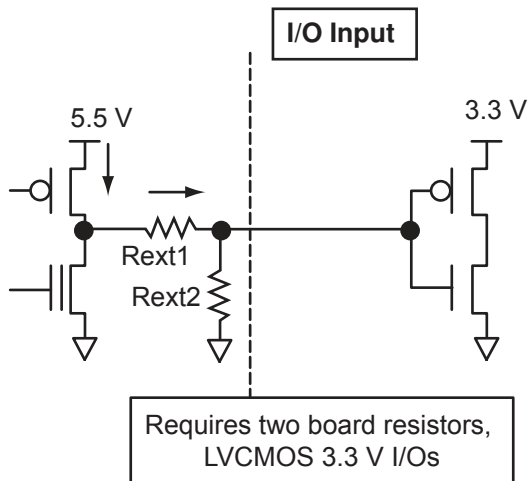 I/O Input
5.5 V
3.3 V
Rext1
Rext2
Requires two board resistors,
LVCMOS 3.3 V I/Os